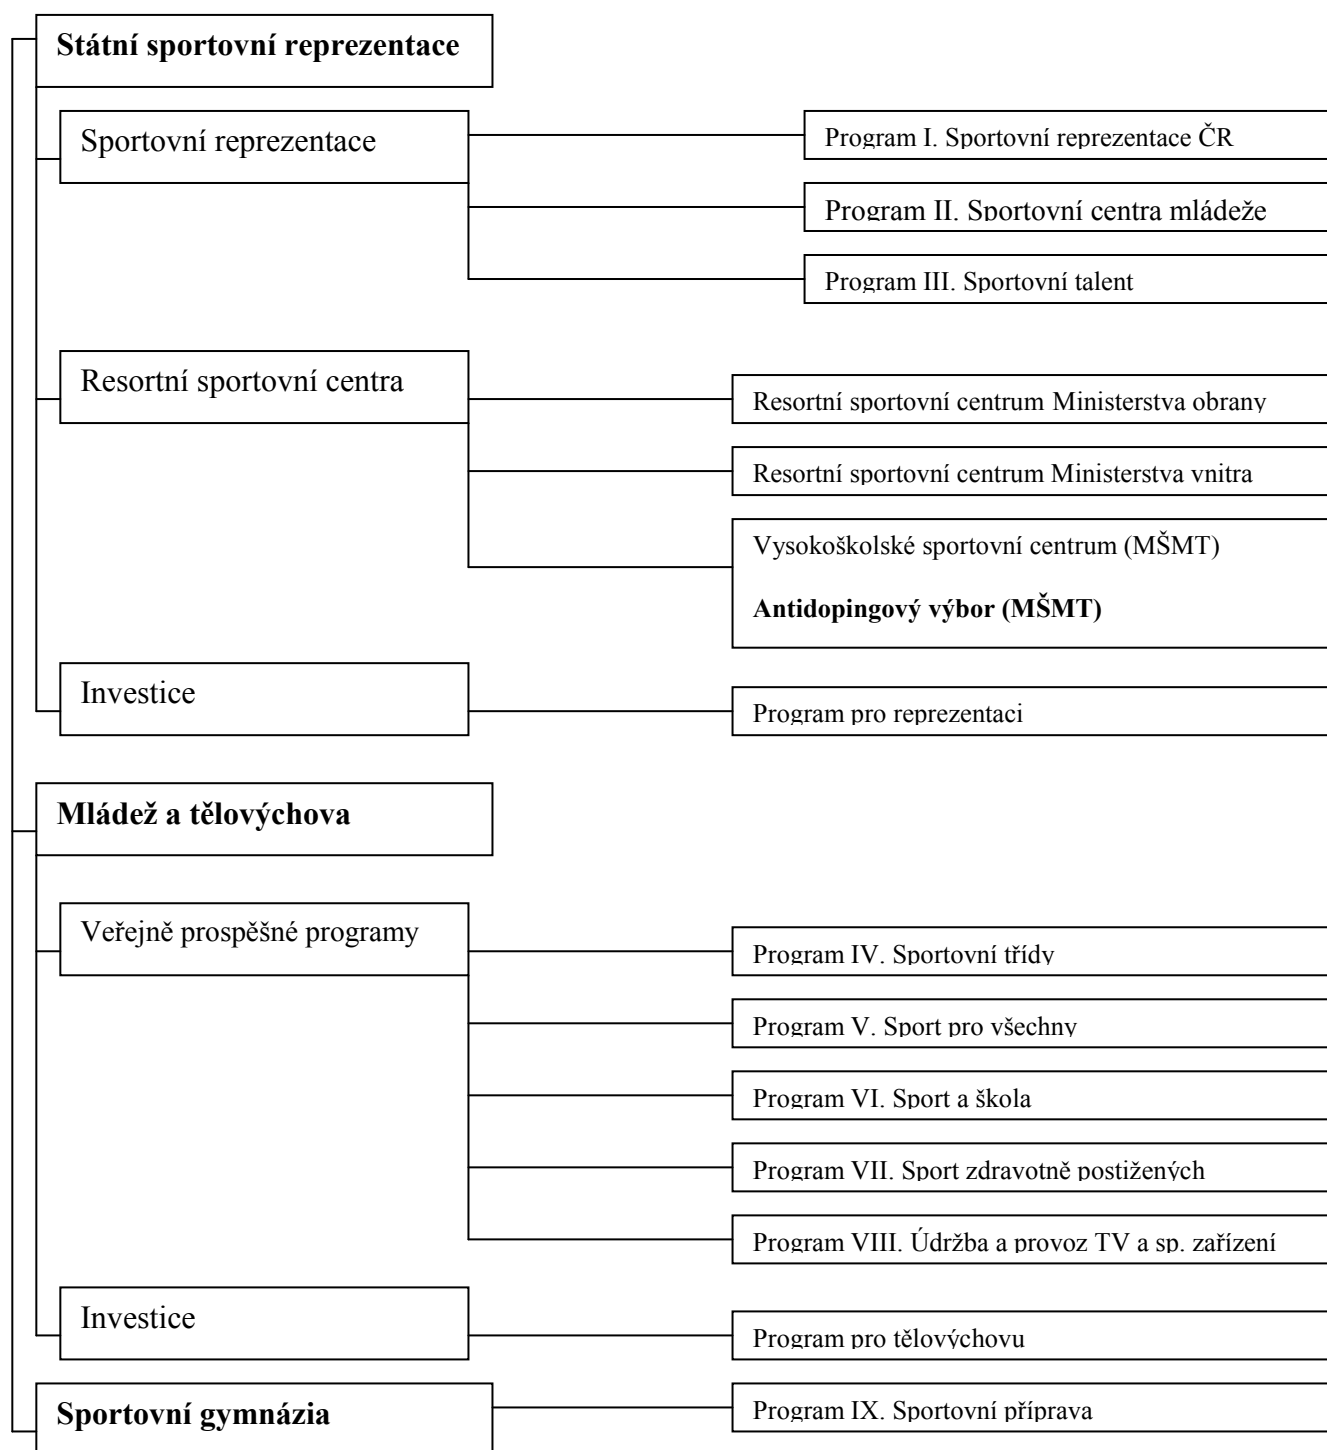 Státní sportovní reprezentace
Sportovní reprezentace
Program I. Sportovní reprezentace ČR
Program II. Sportovní centra mládeže
Program III. Sportovní talent
Resortní sportovní centra
Resortní sportovní centrum Ministerstva obrany
Resortní sportovní centrum Ministerstva vnitra
Vysokoškolské sportovní centrum (MŠMT)
Antidopingový výbor (MŠMT)
Investice
Program pro reprezentaci
Mládež a tělovýchova
Veřejně prospěšné programy
Program IV. Sportovní třídy
Program V. Sport pro všechny
Program VI. Sport a škola
Program VII. Sport zdravotně postižených
Program VIII. Údržba a provoz TV a sp. zařízení
Investice
Program pro tělovýchovu
Sportovní gymnázia
Program IX. Sportovní příprava